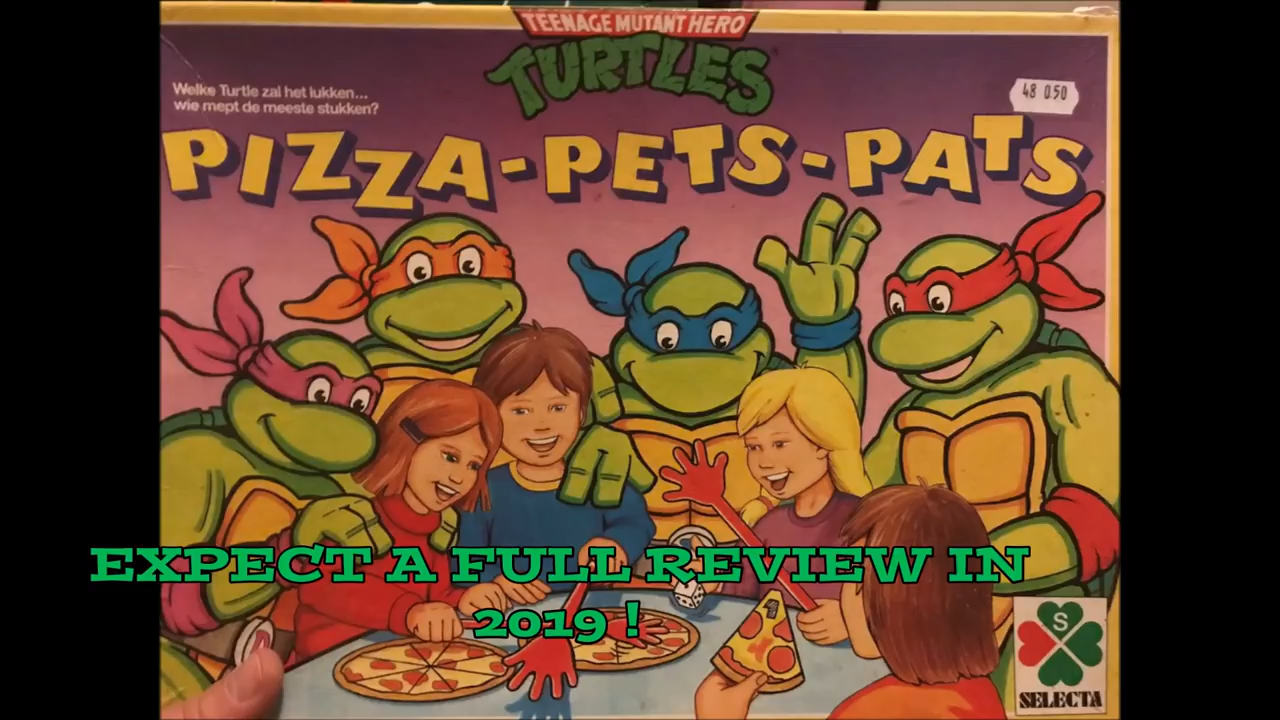 TEENAGE MUTANT HERO
TURTLES
Welke Turtle zal het lukken...
wie mept de meeste stukken?
48 050
PIZZA-PETS-PATS
EXPECT A FULL REVIEW IN
2019 !
S
SELECTA